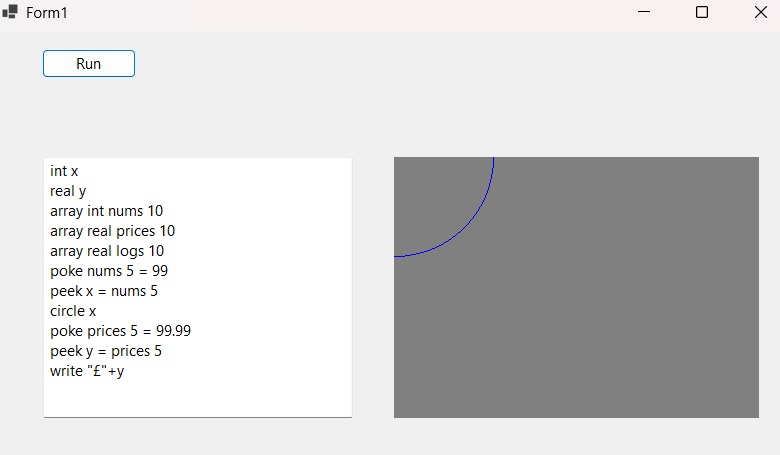 Form1
Run
int x
real y
array int nums 10
array real prices 10
array real logs 10
poke nums 5 = 99
peek x = nums 5
circle x
poke prices 5 = 99.99
peek y = prices 5
write "£"+y